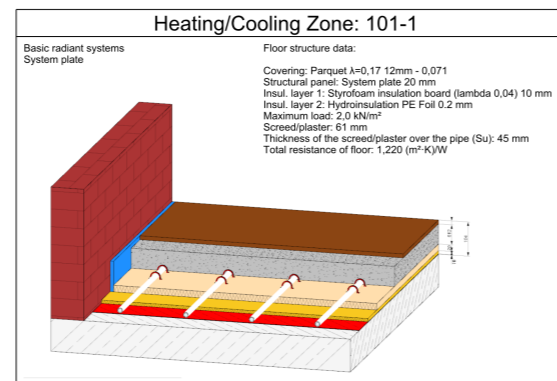 Heating/Cooling Zone: 101-1
Basic radiant systems
System plate
Floor structure data:
Covering: Parquet λ=0,17 12mm - 0,071
Structural panel: System plate 20 mm
Insul. layer 1: Styrofoam insulation board (lambda 0,04) 10 mm
Insul. layer 2: Hydroinsulation PE Foil 0.2 mm
Maximum load: 2,0 kN/m²
Screed/plaster: 61 mm
Thickness of the screed/plaster over the pipe (Su): 45 mm
Total resistance of floor: 1,220 (m²·K)/W